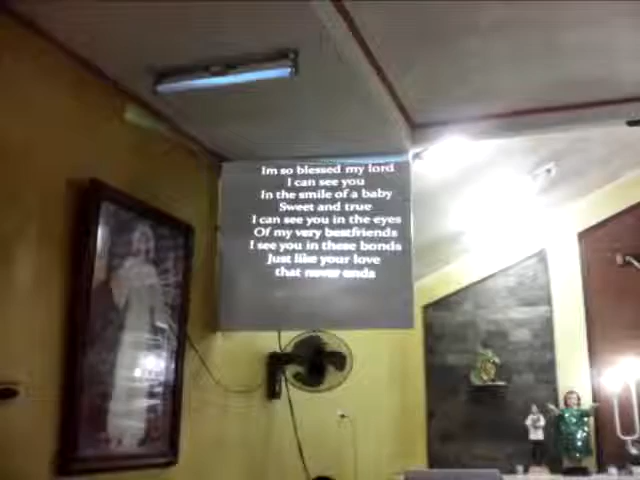 Im so blessed my lord
I can see you
In the smile of a baby
Sweet and true
I can see you in the eyes
Of my very bestfriends
I see you in these bonds
Just like your love
that never ends